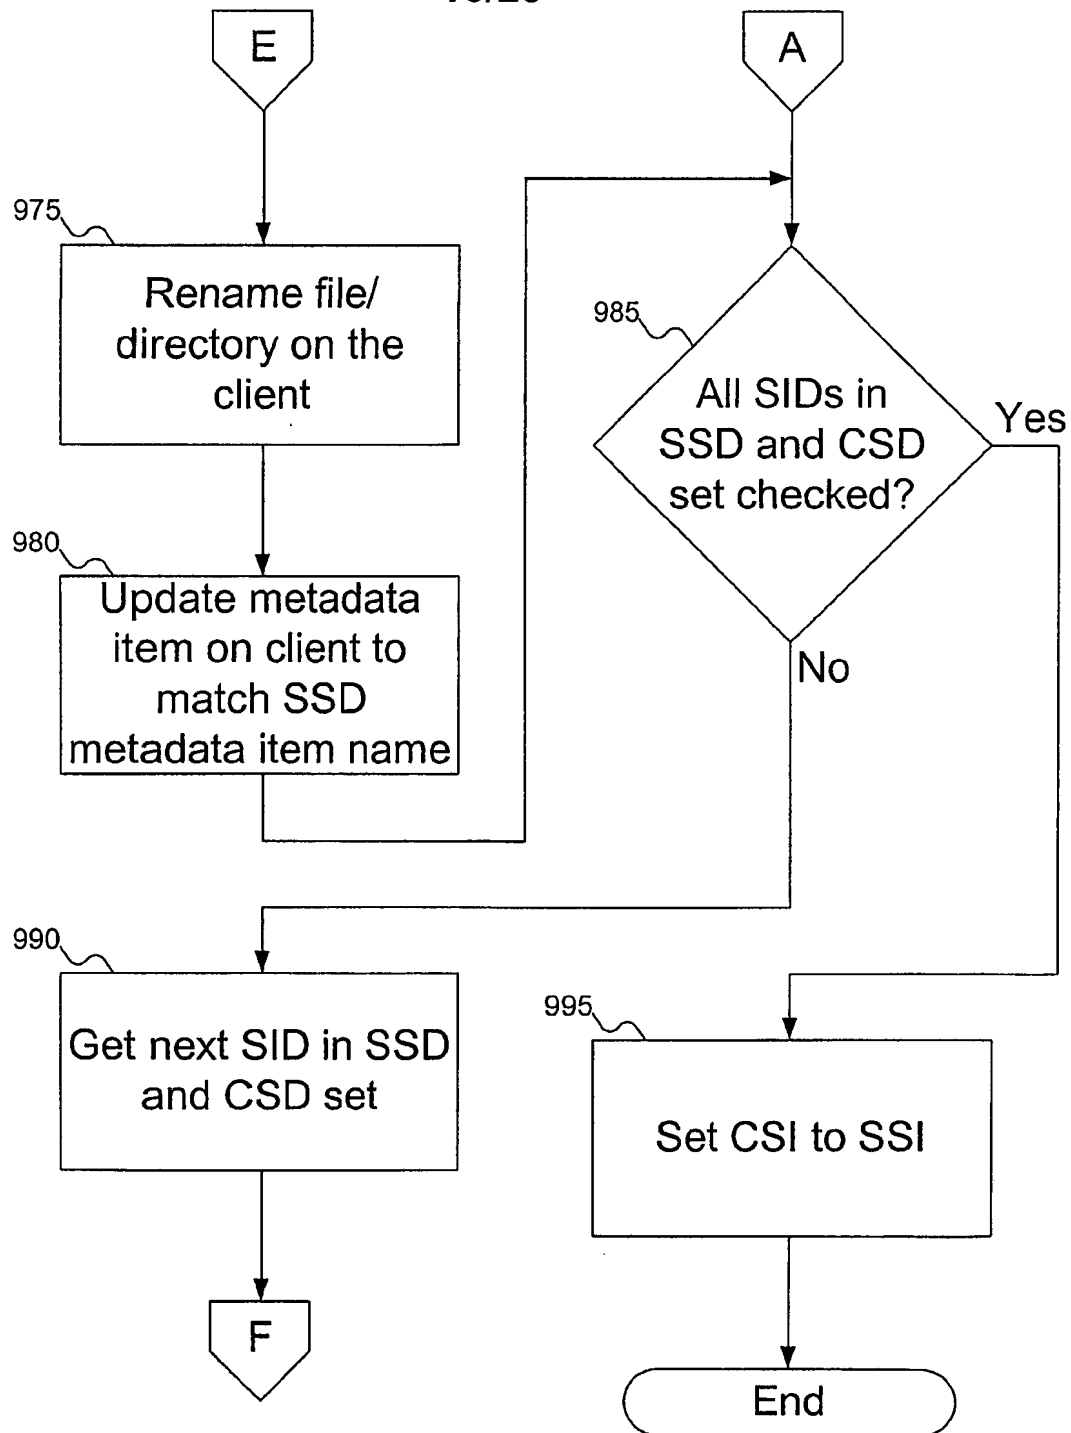 E
A
975
Rename file/
directory on the
client
985
All SIDs in
SSD and CSD
set checked?
Yes
980
Update metadata
item on client to
match SSD
metadata item name
No
990
Get next SID in SSD
and CSD set
995
Set CSI to SSI
F
End